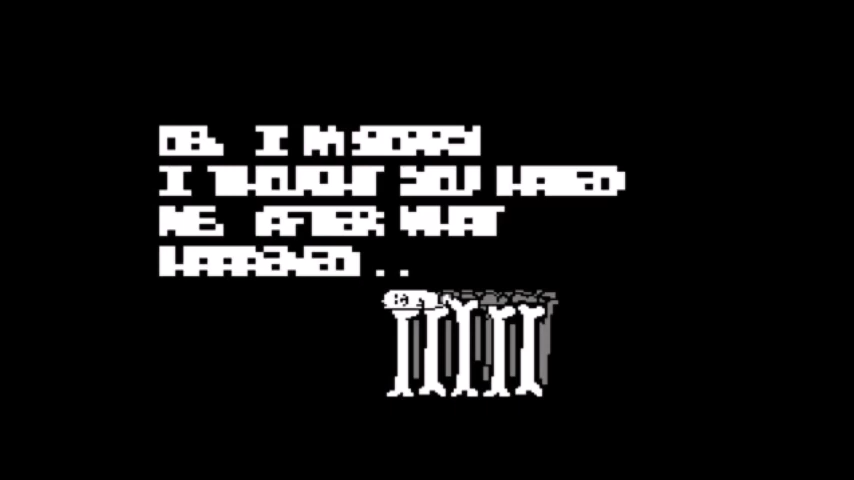 OH, I'M SORRY
I THOUGHT YOU HATED
ME, AFTER WHAT
HAPPENED..